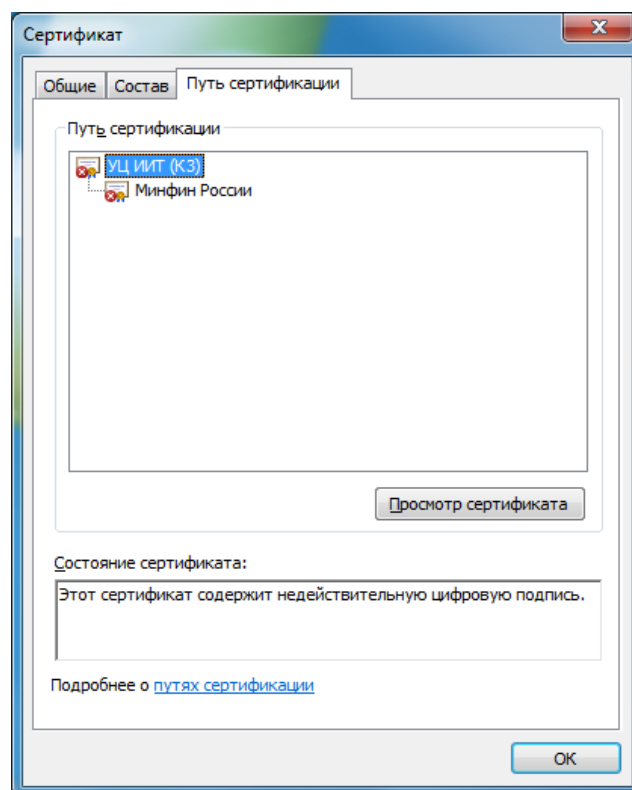 Сертификат
Общие Состав Путь сертификации
Путь сертификации
УЦ ИИТ (К3)
Минфин России
Просмотр сертификата
Состояние сертификата:
Этот сертификат содержит недействительную цифровую подпись.
Подробнее о путях сертификации
ОК